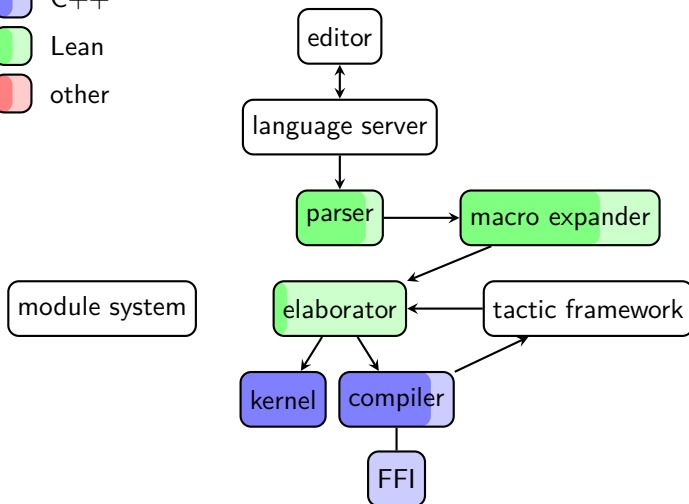 C++
Lean
other
editor
language server
parser
macro expander
module system
elaborator
tactic framework
kernel
compiler
FFI